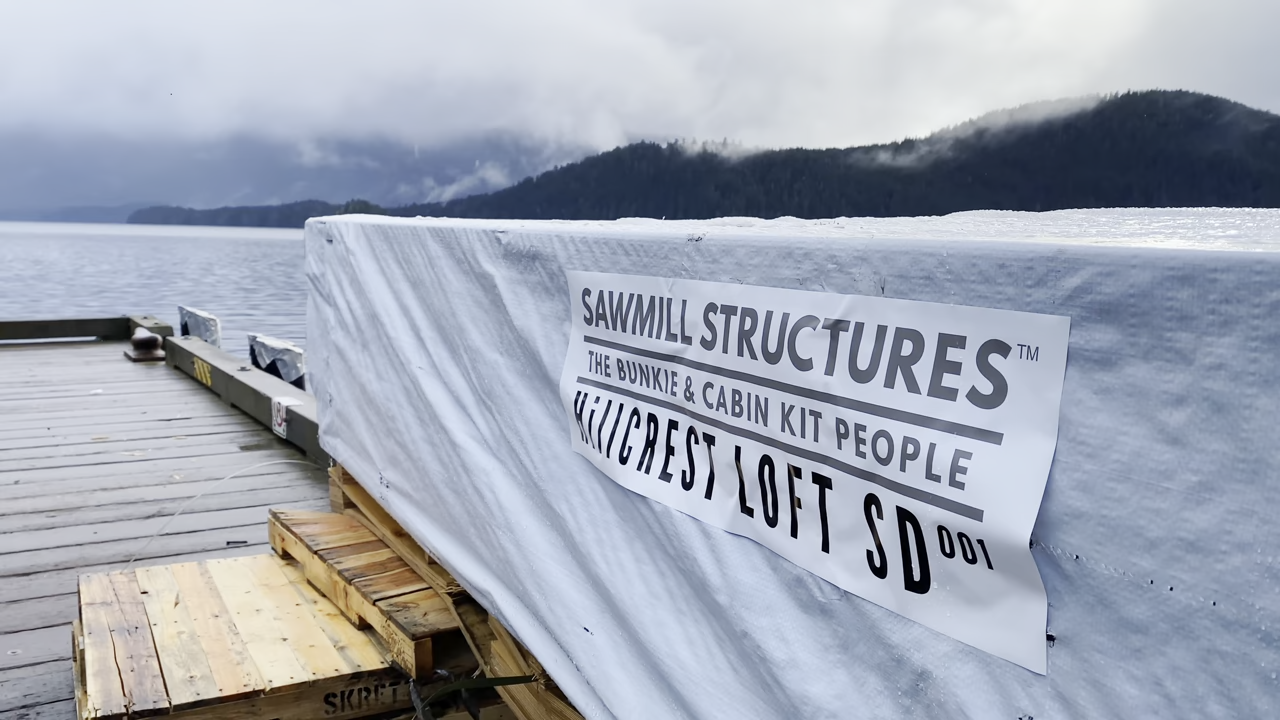 SAWMILL STRUCTURES™
THE BUNKIE & CABIN KIT PEOPLE
HillCREST LOFT SD001